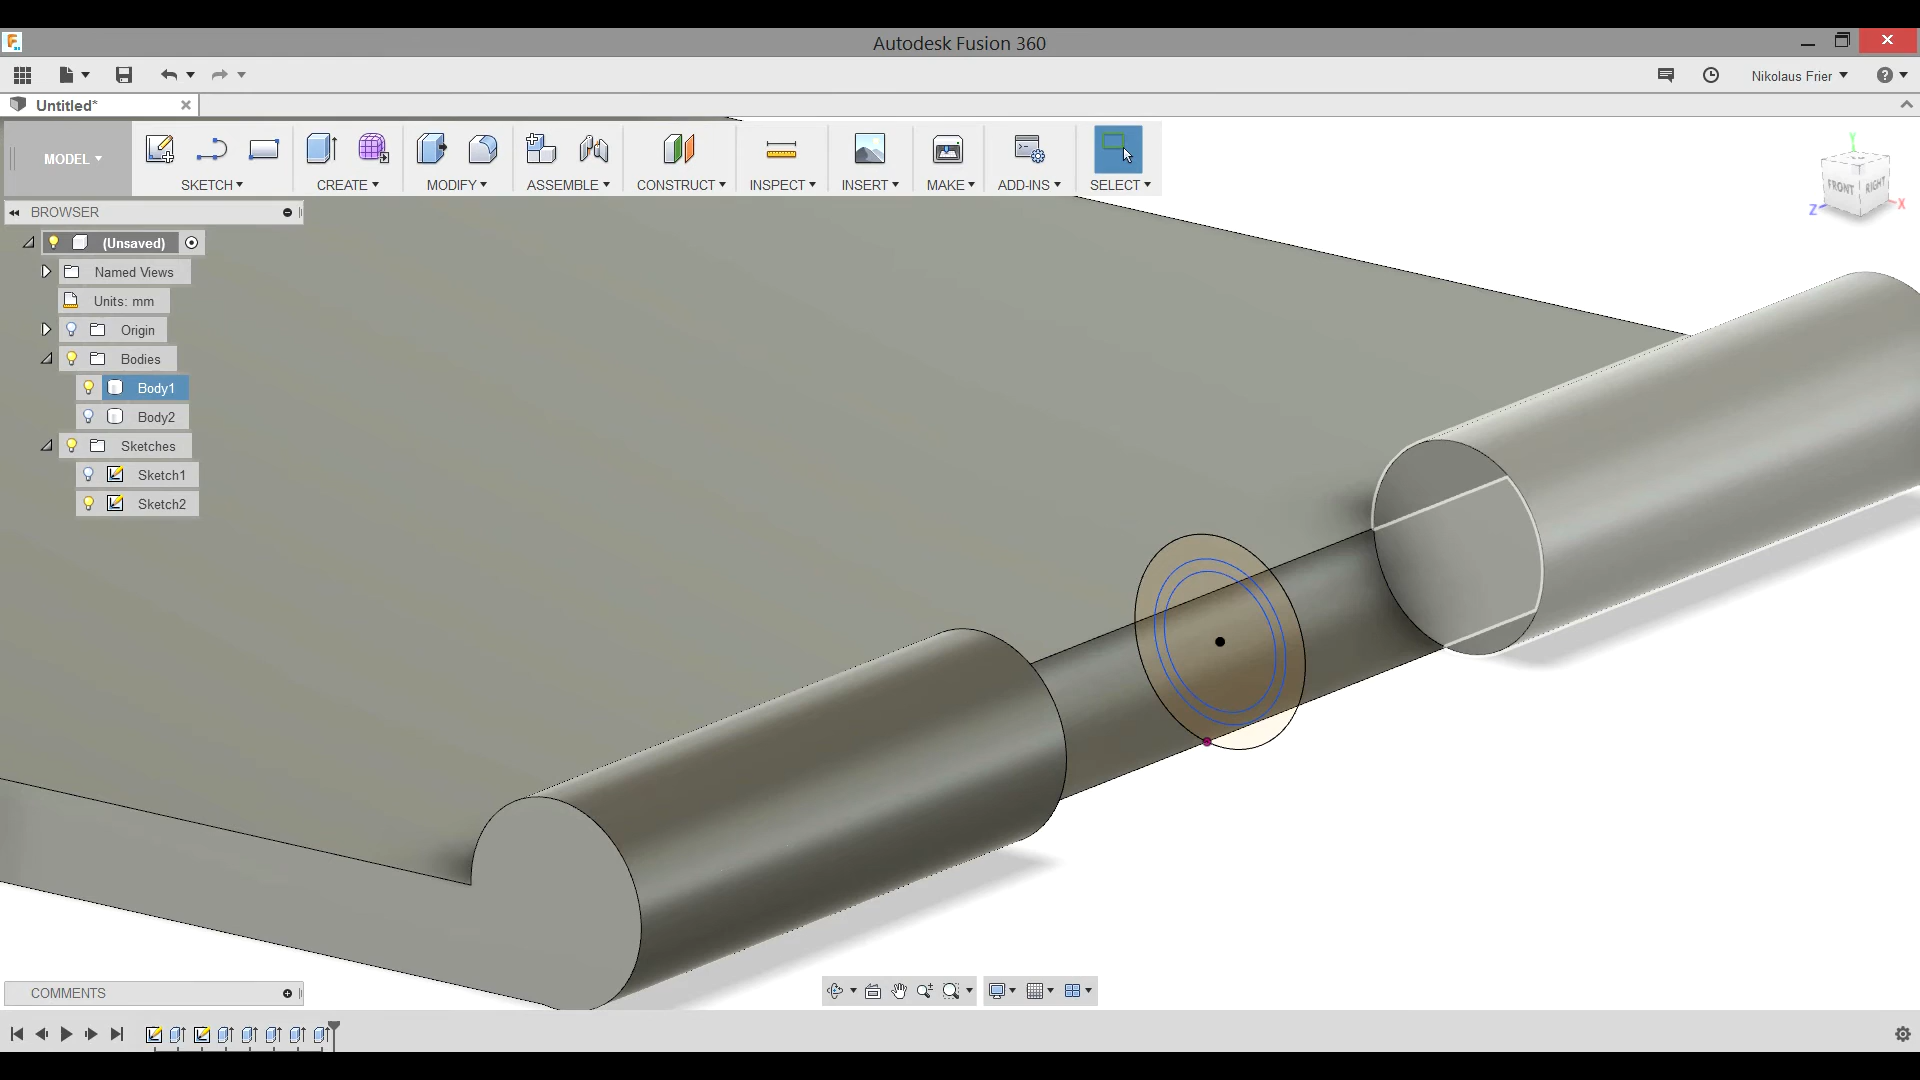 Autodesk Fusion 360
Nikolaus Frier
Untitled*
MODEL
SKETCH
CREATE
MODIFY
ASSEMBLE
CONSTRUCT
INSPECT
INSERT
MAKE
ADD-INS
SELECT
BROWSER
(Unsaved)
Named Views
Units: mm
Origin
Bodies
Body1
Body2
Sketches
Sketch1
Sketch2
Y
FRONT
RIGHT
Z
X
COMMENTS